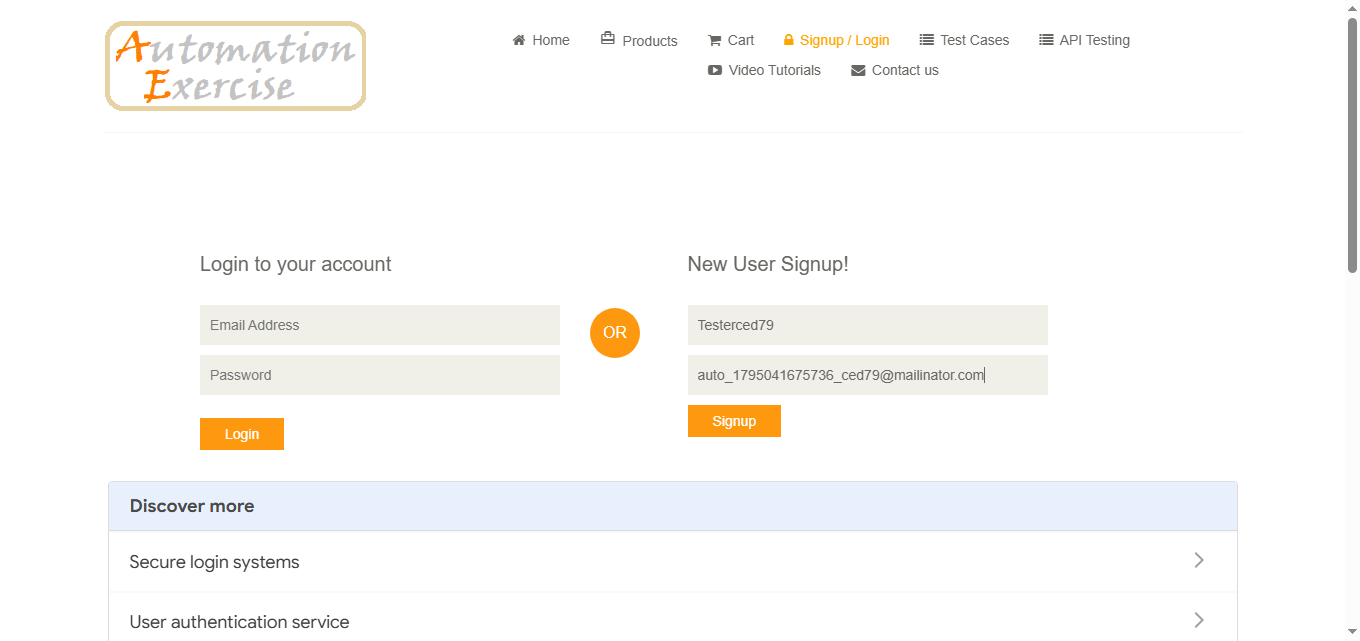 Automation
Exercise
Home
Products
Cart
Signup / Login
Test Cases
API Testing
Video Tutorials
Contact us
Login to your account
Email Address
Password
Login
OR
New User Signup!
Testerced79
auto_1795041675736_ced79@mailinator.com
Signup
Discover more
Secure login systems
User authentication service